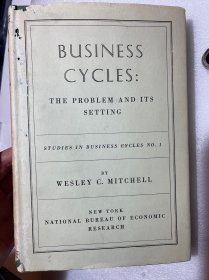 BUSINESS
CYCLES:
THE PROBLEM AND ITS
SETTING
STUDIES IN BUSINESS CYCLES NO. 1
BY
WESLEY C. MITCHELL
NEW YORK
NATIONAL BUREAU OF ECONOMIC
RESEARCH